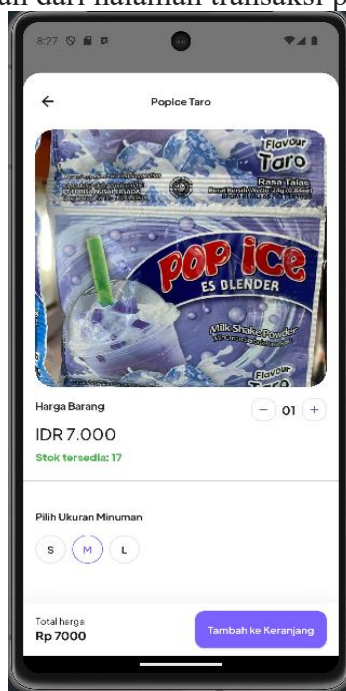 an dari halaman transaksi p
8:27
Popice Taro
Flavour
Taro
Rasa Talas
POP ICE
ES BLENDER
Milk Shake Powder
Flavour
Harga Barang
01
IDR 7.000
Stok tersedia: 17
Pilih Ukuran Minuman
S
M
L
Total harga
Rp 7000
Tambah ke Keranjang